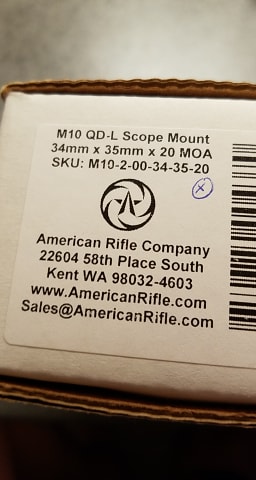 M10 QD-L Scope Mount
34mm x 35mm x 20 MOA
SKU: M10-2-00-34-35-20
American Rifle Company
22604 58th Place South
Kent WA 98032-4603
www.AmericanRifle.com
Sales@AmericanRifle.com